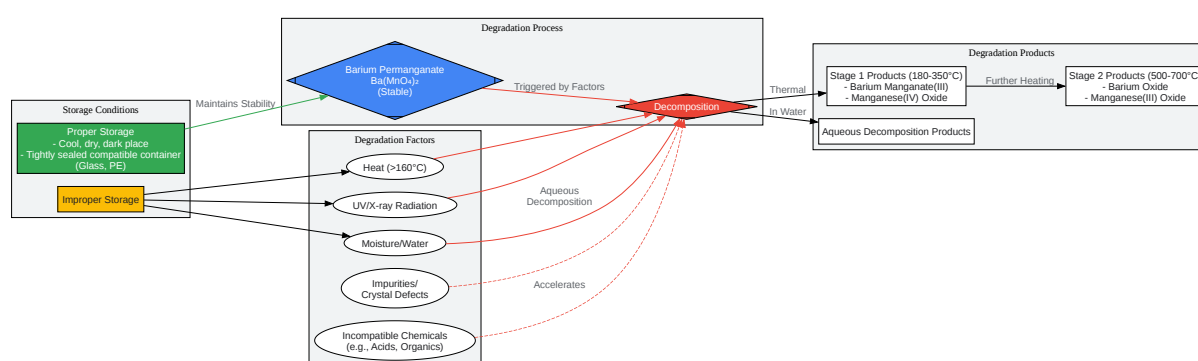 Degradation Process
Barium Permanganate
Ba(MnO₄)₂
(Stable)
Triggered by Factors
Decomposition
Maintains Stability
Storage Conditions
Proper Storage
- Cool, dry, dark place
- Tightly sealed compatible container
(Glass, PE)
Improper Storage
Degradation Factors
Heat (>160°C)
UV/X-ray Radiation
Moisture/Water
Impurities/
Crystal Defects
Incompatible Chemicals
(e.g., Acids, Organics)
Aqueous
Decomposition
Accelerates
Thermal
In Water
Degradation Products
Stage 1 Products (180-350°C)
- Barium Manganate(III)
- Manganese(IV) Oxide
Further Heating
Stage 2 Products (500-700°C)
- Barium Oxide
- Manganese(III) Oxide
Aqueous Decomposition Products